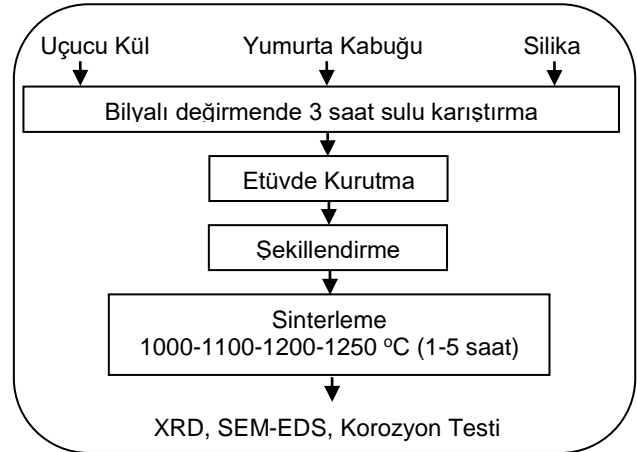 Uçucu Kül Yumurta Kabuğu Silika
Bilyalı değirmende 3 saat sulu karıştırma
Etüvde Kurutma
Şekillendirme
Sinterleme
1000-1100-1200-1250 ºC (1-5 saat)
XRD, SEM-EDS, Korozyon Testi